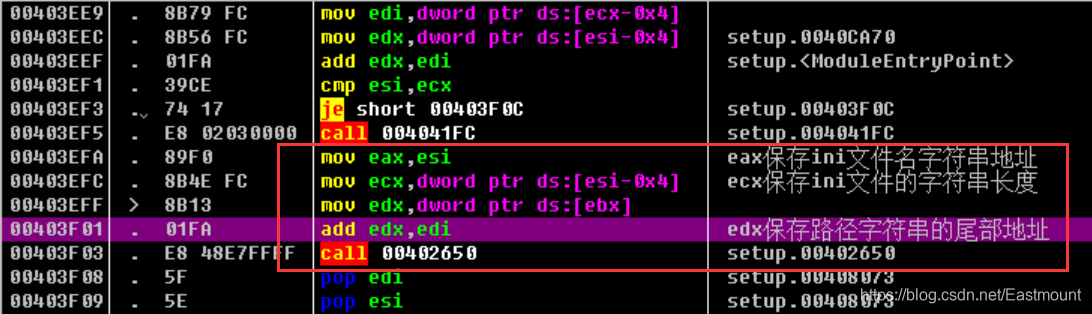 00403EE9 . 8B79 FC mov edi,dword ptr ds:[ecx-0x4]
00403EEC . 8B56 FC mov edx,dword ptr ds:[esi-0x4] setup.0040CA70
00403EEF . 01FA add edx,edi setup.<ModuleEntryPoint>
00403EF1 . 39CE cmp esi,ecx
00403EF3 .⌄ 74 17 je short 00403F0C setup.00403F0C
00403EF5 . E8 02030000 call 004041FC setup.004041FC
00403EFA . 89F0 mov eax,esi eax保存ini文件名字符串地址
00403EFC . 8B4E FC mov ecx,dword ptr ds:[esi-0x4] ecx保存ini文件的字符串长度
00403EFF > 8B13 mov edx,dword ptr ds:[ebx]
00403F01 . 01FA add edx,edi edx保存路径字符串的尾部地址
00403F03 . E8 48E7FFFF call 00402650 setup.00402650
00403F08 . 5F pop edi setup.00408073
00403F09 . 5E pop esi setup.00408073
https://blog.csdn.net/Eastmount